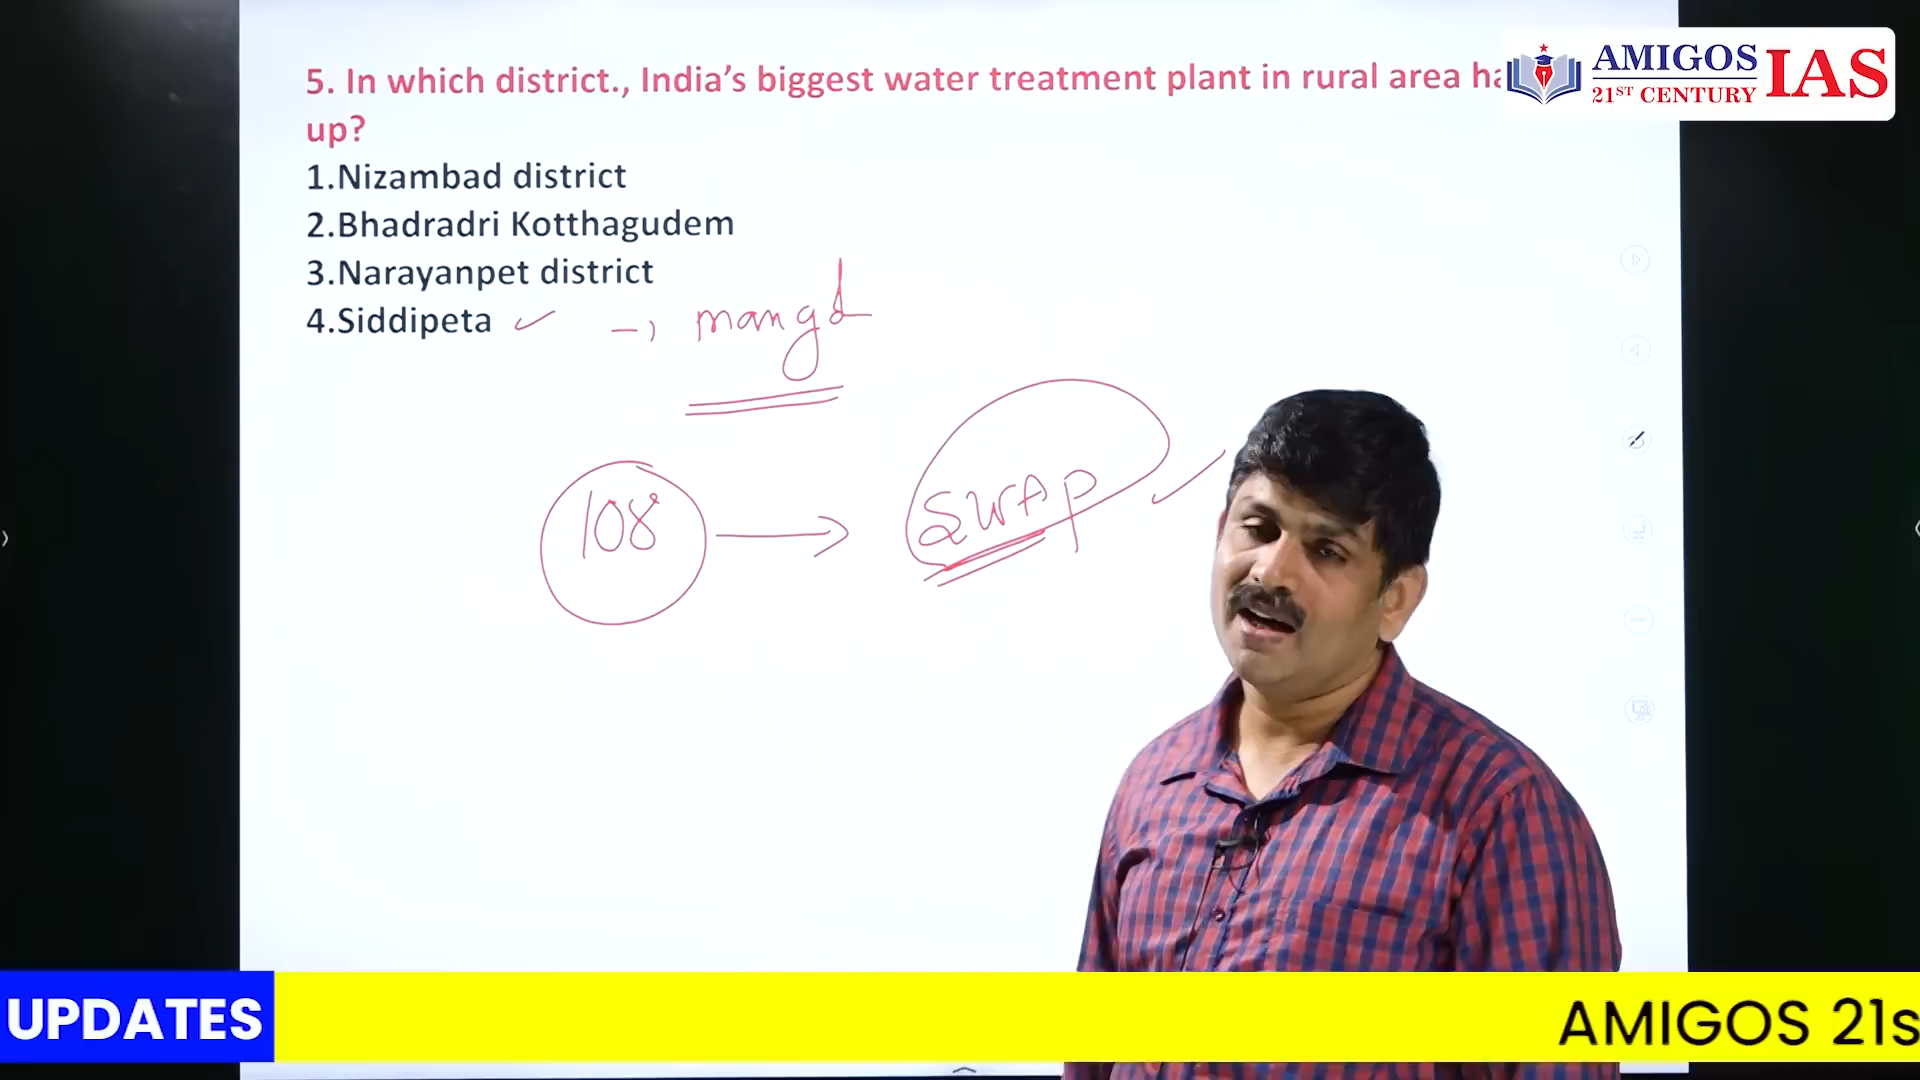 5. In which district., India's biggest water treatment plant in rural area ha
up?
1.Nizambad district
2.Bhadradri Kotthagudem
3.Narayanpet district
4.Siddipeta
108
SWAP
AMIGOS
21ST CENTURY
IAS
UPDATES
AMIGOS 21s